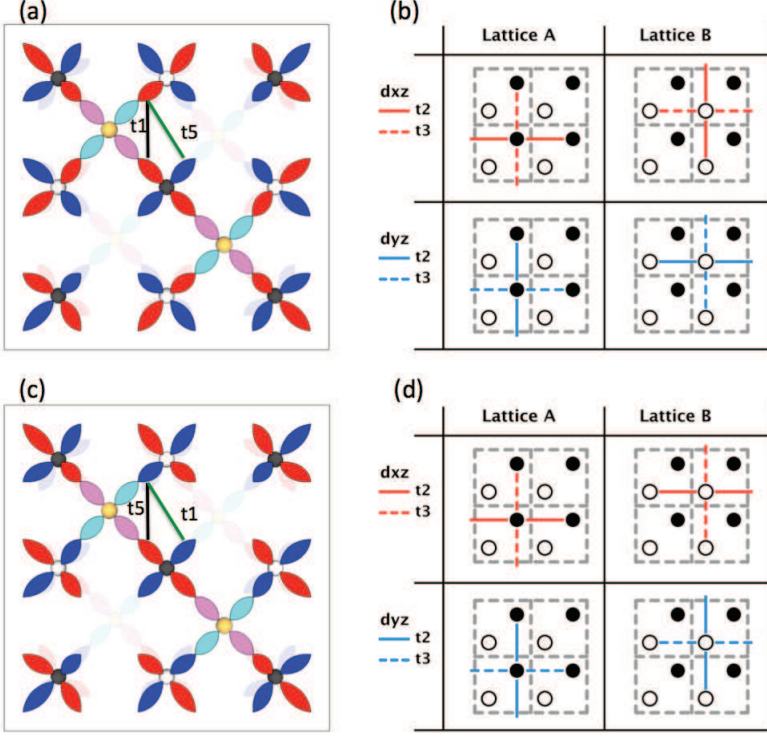 (a)
t1
t5
(b)
Lattice A
Lattice B
dxz
t2
t3
dyz
t2
t3
(c)
t5
t1
(d)
Lattice A
Lattice B
dxz
t2
t3
dyz
t2
t3